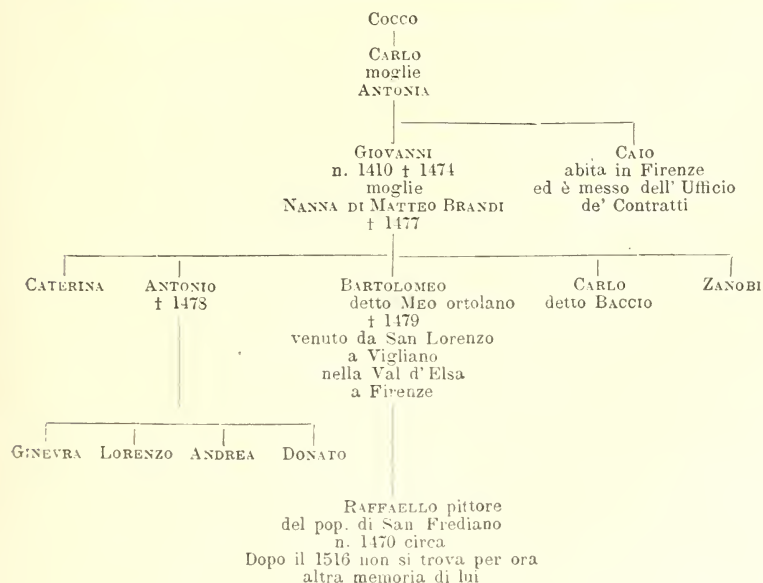 COCCO
CARLO
moglie
ANTONIA
GIOVANNI
n. 1410 † 1474
moglie
NANNA DI MATTEO BRANDI
† 1477
CAIO
abita in Firenze
ed è messo dell' Ufficio
de' Contratti
CATERINA
ANTONIO
† 1478
BARTOLOMEO
detto MEO ortolano
† 1479
venuto da San Lorenzo
a Vigliano
nella Val d'Elsa
a Firenze
CARLO
detto BACCIO
ZANOBI
GINEVRA LORENZO ANDREA DONATO
RAFFAELLO pittore
del pop. di San Frediano
n. 1470 circa
Dopo il 1516 non si trova per ora
altra memoria di lui